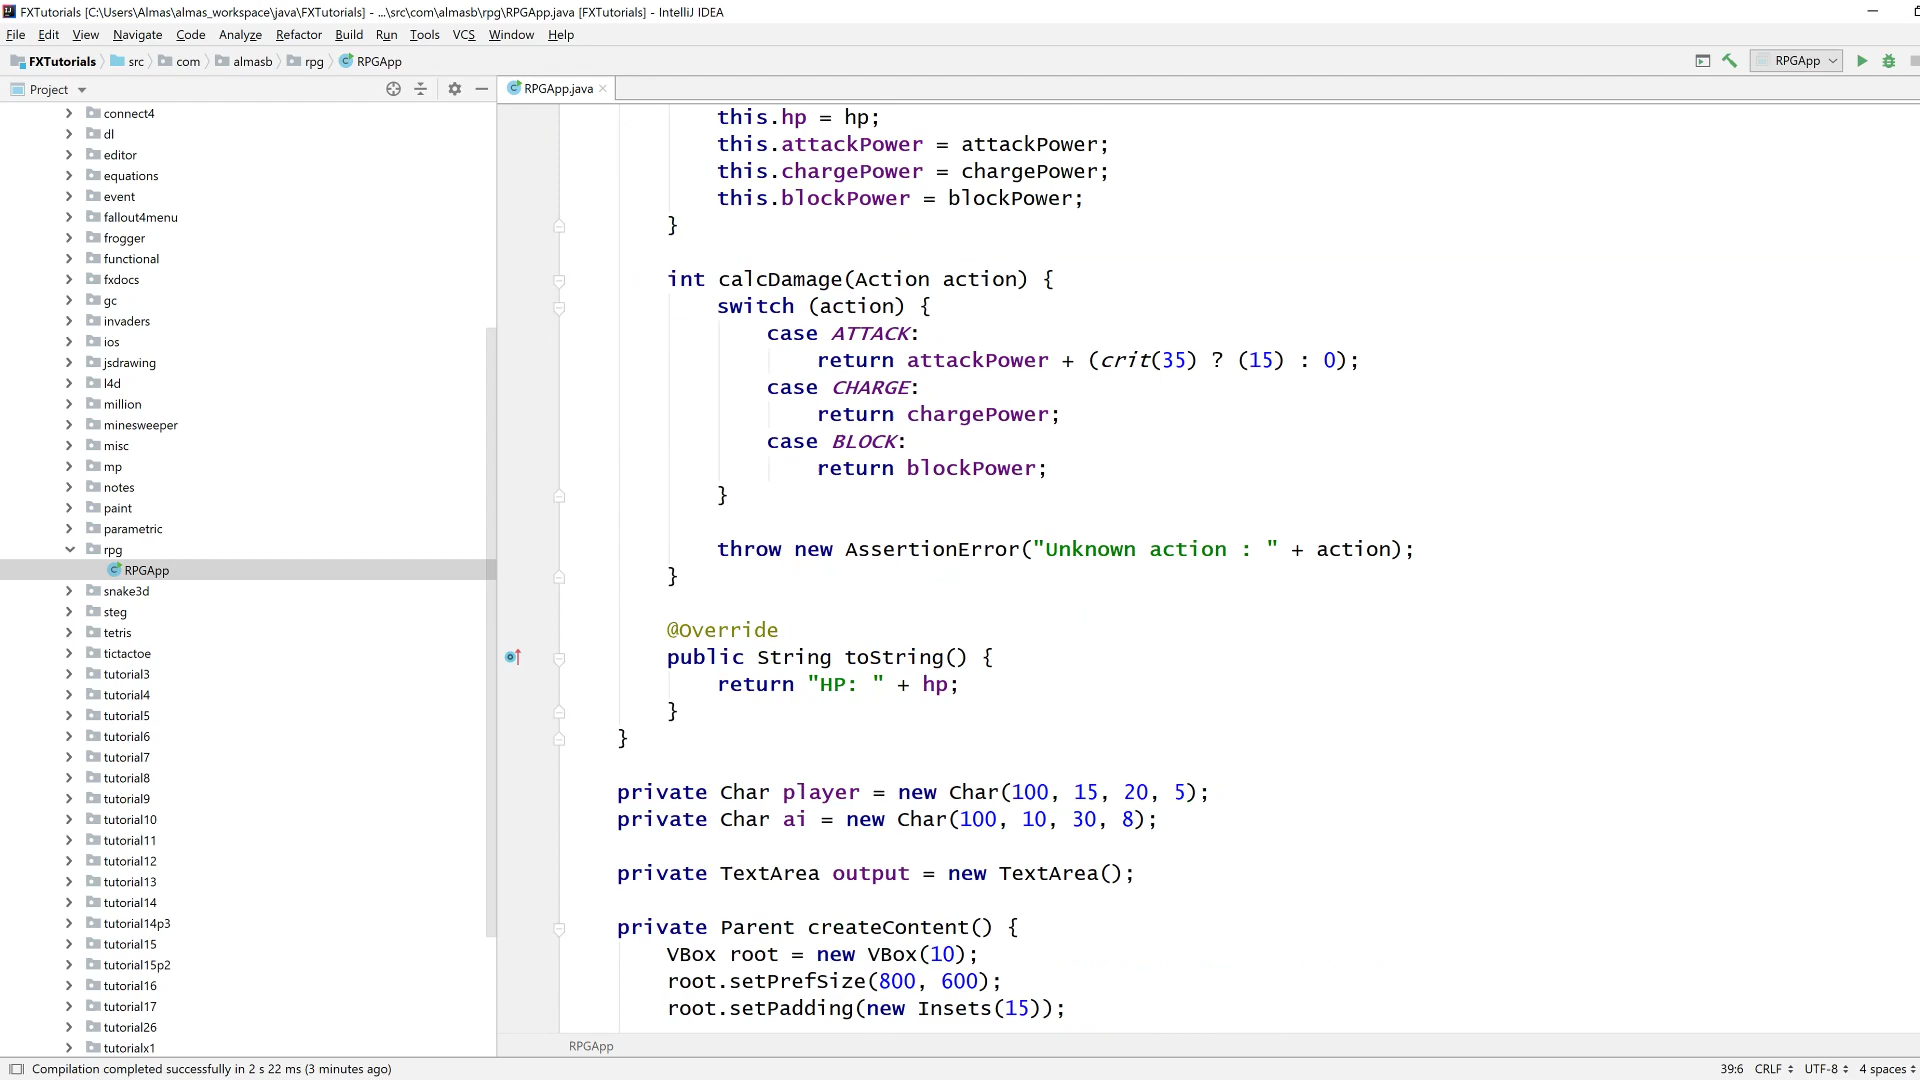 FXTutorials [C:\Users\Almas\almas_workspace\java\FXTutorials] - ...\src\com\almasb\rpg\RPGApp.java [FXTutorials] - IntelliJ IDEA
File Edit View Navigate Code Analyze Refactor Build Run Tools VCS Window Help
FXTutorials src com almasb rpg RPGApp RPGApp
Project
RPGApp.java
connect4
dl
editor
equations
event
fallout4menu
frogger
functional
fxdocs
gc
invaders
ios
jsdrawing
l4d
million
minesweeper
misc
mp
notes
paint
parametric
rpg
RPGApp
snake3d
steg
tetris
tictactoe
tutorial3
tutorial4
tutorial5
tutorial6
tutorial7
tutorial8
tutorial9
tutorial10
tutorial11
tutorial12
tutorial13
tutorial14
tutorial14p3
tutorial15
tutorial15p2
tutorial16
tutorial17
tutorial26
tutorialx1
this.hp = hp;
this.attackPower = attackPower;
this.chargePower = chargePower;
this.blockPower = blockPower;
}
int calcDamage(Action action) {
switch (action) {
case ATTACK:
return attackPower + (crit(35) ? (15) : 0);
case CHARGE:
return chargePower;
case BLOCK:
return blockPower;
}
throw new AssertionError("Unknown action : " + action);
}
@Override
public String toString() {
return "HP: " + hp;
}
}
private Char player = new Char(100, 15, 20, 5);
private Char ai = new Char(100, 10, 30, 8);
private TextArea output = new TextArea();
private Parent createContent() {
VBox root = new VBox(10);
root.setPrefSize(800, 600);
root.setPadding(new Insets(15));
RPGApp
Compilation completed successfully in 2 s 22 ms (3 minutes ago) 39:6 CRLF UTF-8 4 spaces